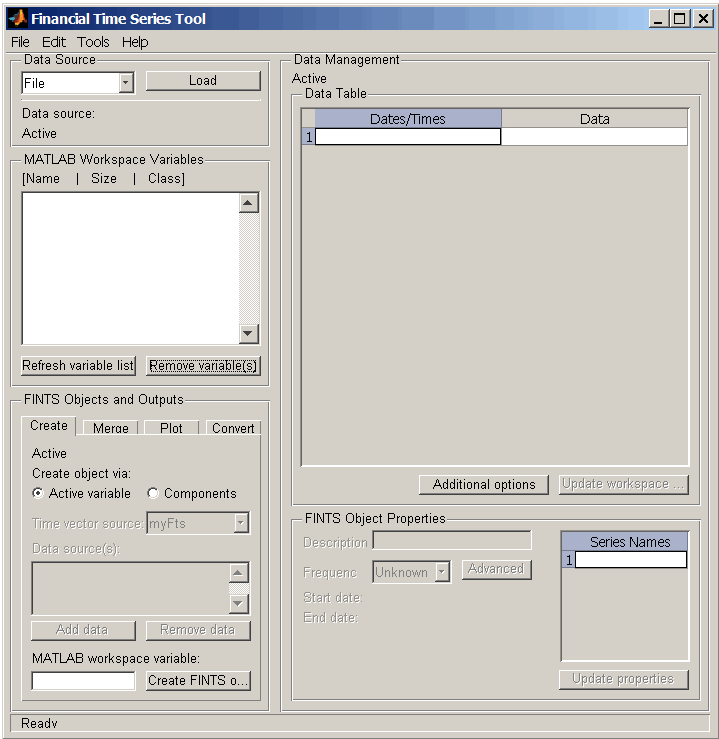 Financial Time Series Tool
File Edit Tools Help
Data Source
File
Load
Data source:
Active
MATLAB Workspace Variables
[Name | Size | Class]
Refresh variable list
Remove variable(s)
FINTS Objects and Outputs
Create Merge Plot Convert
Active
Create object via:
Active variable Components
Time vector source: myFts
Data source(s):
Add data Remove data
MATLAB workspace variable:
Create FINTS o...
Data Management
Active
Data Table
Dates/Times Data
1
Additional options Update workspace ...
FINTS Object Properties
Description
Frequenc Unknown Advanced
Start date:
End date:
Series Names
1
Update properties
Ready